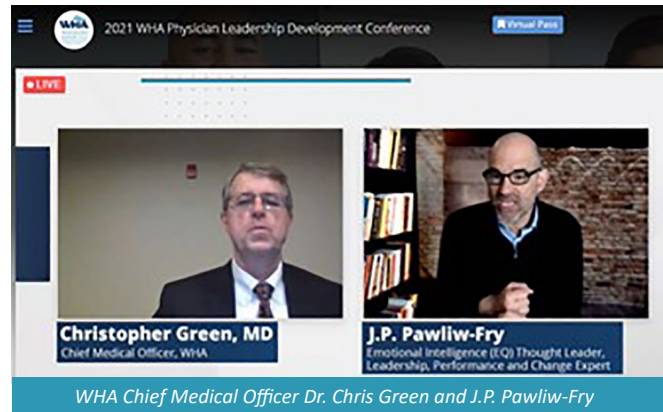 WHA
2021 WHA Physician Leadership Development Conference
Virtual Pass
LIVE
Christopher Green, MD
Chief Medical Officer, WHA
J.P. Pawliw-Fry
Emotional Intelligence (EQ) Thought Leader,
Leadership, Performance and Change Expert
WHA Chief Medical Officer Dr. Chris Green and J.P. Pawliw-Fry